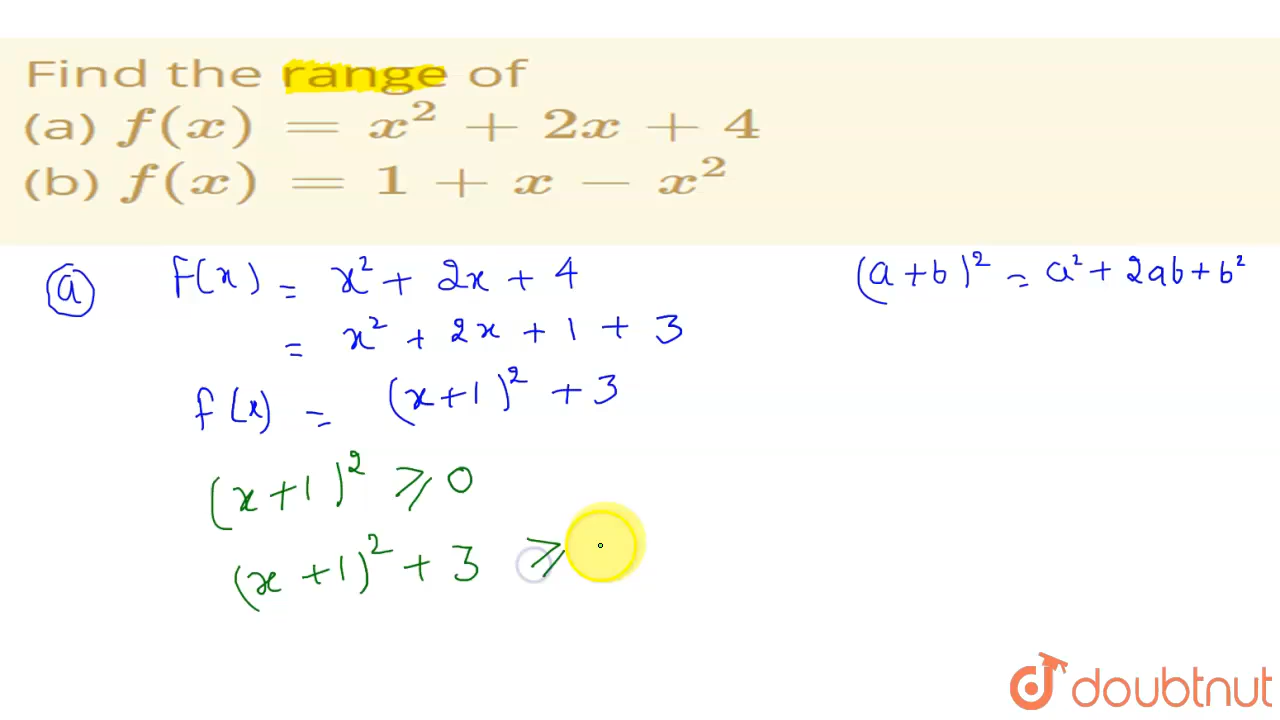 Find the range of
(a) f(x) = x² + 2x + 4
(b) f(x) = 1 + x − x²
(a) f(x) = x² + 2x + 4
(a+b)² = a² + 2ab + b²
= x² + 2x + 1 + 3
f(x) = (x+1)² + 3
(x+1)² ⩾ 0
(x+1)² + 3 ⩾
doubtnut